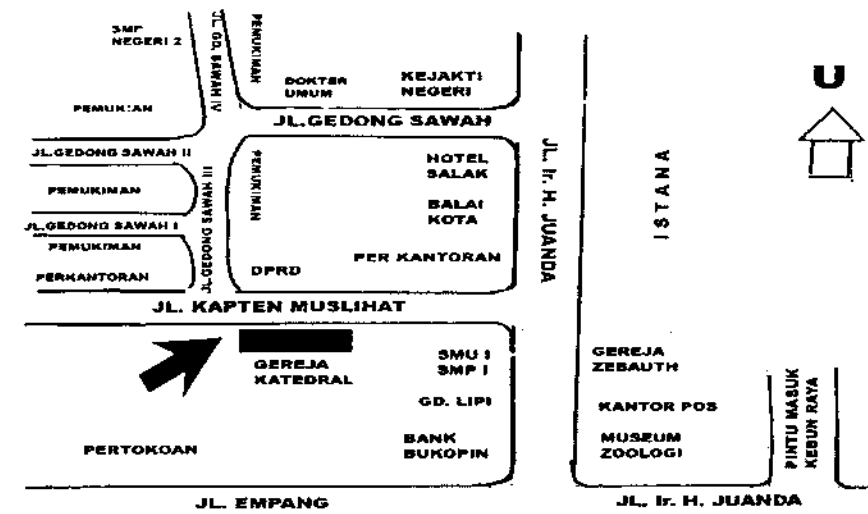 SMP
NEGERI 2
JL. GD. SAWAH IV
PEMUKIMAN
DOKTER
UMUM
KEJAKTI
NEGERI
U
PEMUKIAN
JL.GEDONG SAWAH
JL.GEDONG SAWAH II
PEMUKIMAN
JL.GEDONG SAWAH I
PEMUKIMAN
PERKANTORAN
JL.GEDONG SAWAH III
PEMUKIMAN
HOTEL
SALAK
BALAI
KOTA
PER KANTORAN
DPRD
JL. Ir. H. JUANDA
ISTANA
JL. KAPTEN MUSLIHAT
GEREJA
KATEDRAL
SMU I
SMP I
GD. LIPI
BANK
BUKOPIN
PERTOKOAN
GEREJA
ZEBAUTH
KANTOR POS
MUSEUM
ZOOLOGI
PINTU MASUK
KEBUN RAYA
JL. EMPANG
JL. Ir. H. JUANDA